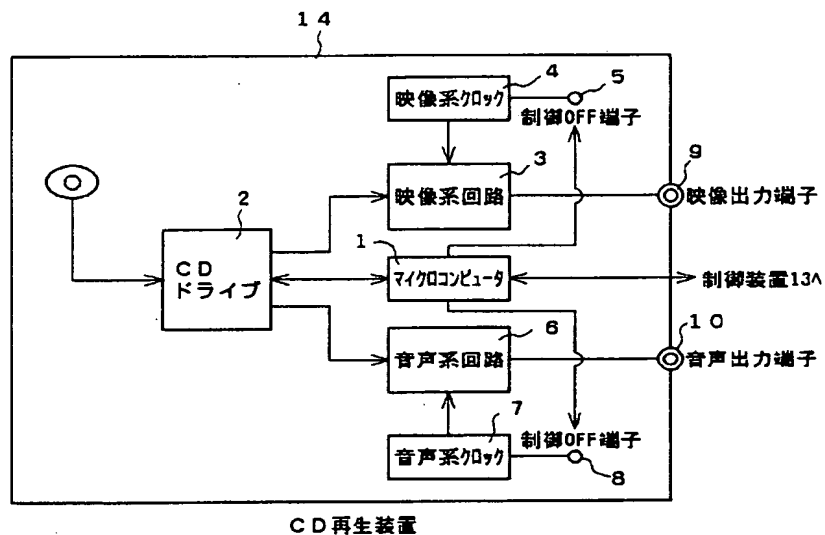 14
4
5
映像系クロック
制御OFF端子
3
9
映像系回路
映像出力端子
2
CD
ドライブ
1
マイクロコンピュータ
制御装置13へ
6
10
音声系回路
音声出力端子
7
制御OFF端子
音声系クロック
8
CD再生装置